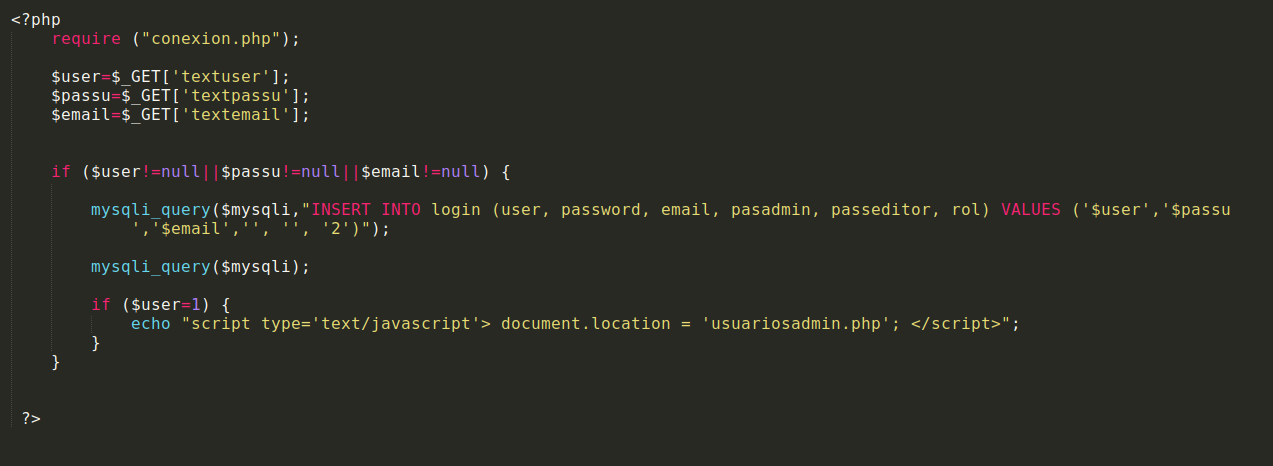 <?php
require ("conexion.php");
$user=$_GET['textuser'];
$passu=$_GET['textpassu'];
$email=$_GET['textemail'];
if ($user!=null||$passu!=null||$email!=null) {
mysqli_query($mysqli,"INSERT INTO login (user, password, email, pasadmin, passeditor, rol) VALUES ('$user','$passu
','$email','', '', '2')");
mysqli_query($mysqli);
if ($user=1) {
echo "script type='text/javascript'> document.location = 'usuariosadmin.php'; </script>";
}
}
?>